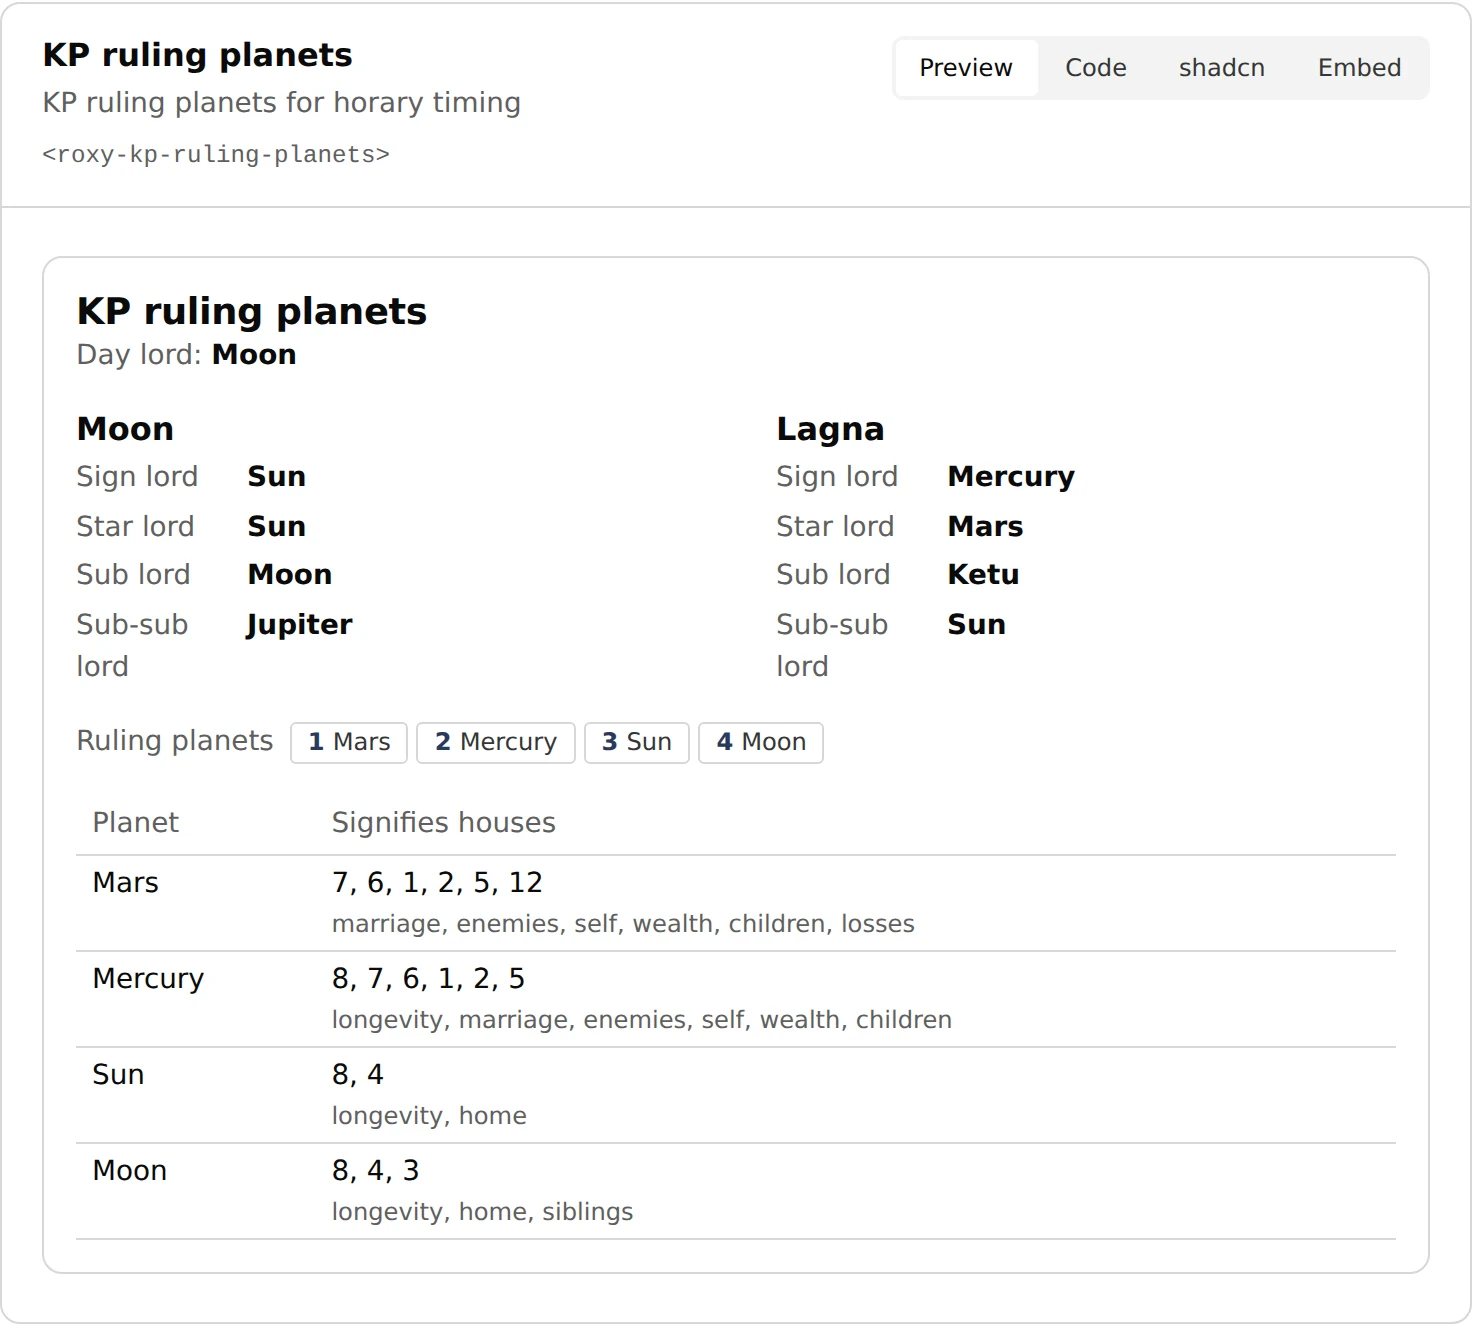 KP ruling planets
KP ruling planets for horary timing
<roxy-kp-ruling-planets>
Preview Code shadcn Embed
KP ruling planets
Day lord: Moon
Moon
Sign lord Sun
Star lord Sun
Sub lord Moon
Sub-sub lord Jupiter
Lagna
Sign lord Mercury
Star lord Mars
Sub lord Ketu
Sub-sub lord Sun
Ruling planets 1 Mars 2 Mercury 3 Sun 4 Moon
Planet Signifies houses
Mars 7, 6, 1, 2, 5, 12
marriage, enemies, self, wealth, children, losses
Mercury 8, 7, 6, 1, 2, 5
longevity, marriage, enemies, self, wealth, children
Sun 8, 4
longevity, home
Moon 8, 4, 3
longevity, home, siblings